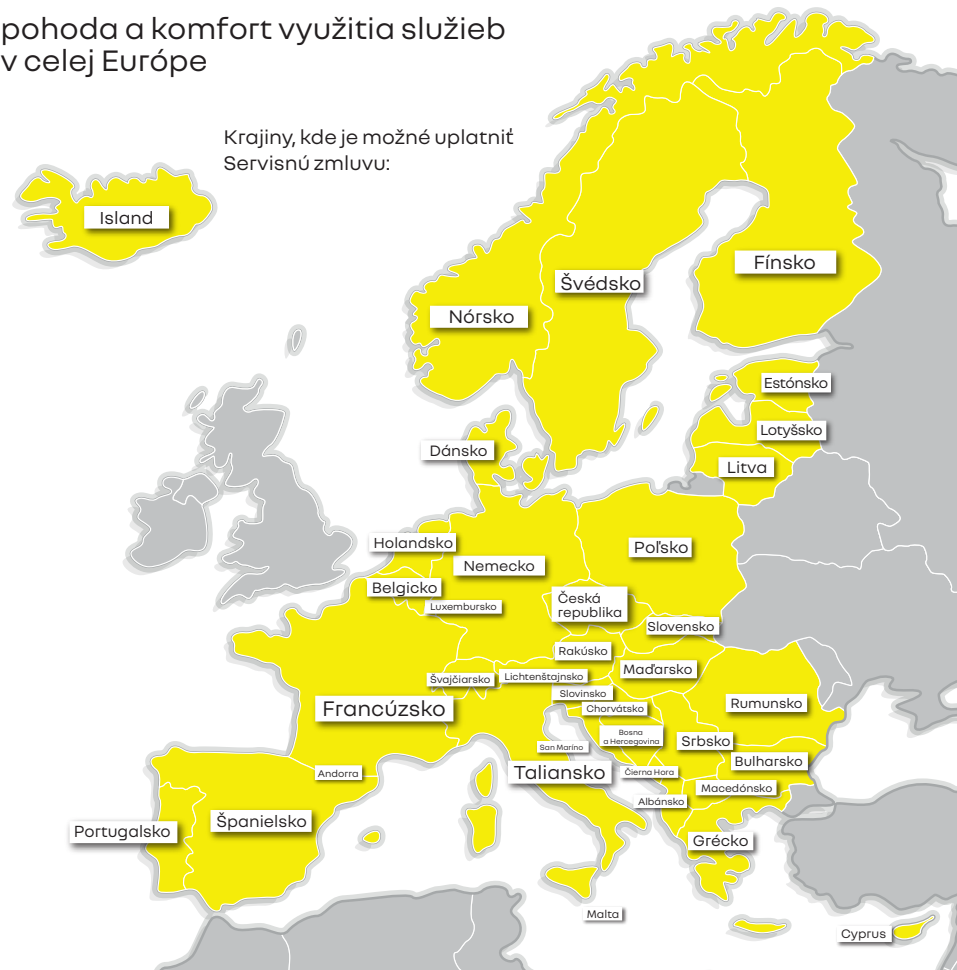 pohoda a komfort využitia služieb
v celej Európe
Krajiny, kde je možné uplatniť
Servisnú zmluvu:
Island
Fínsko
Švédsko
Nórsko
Estónsko
Lotyšsko
Dánsko
Litva
Holandsko
Poľsko
Nemecko
Belgicko
Česká
republika
Luxembursko
Slovensko
Rakúsko
Maďarsko
Švajčiarsko
Lichtenštajnsko
Slovinsko
Rumunsko
Francúzsko
Chorvátsko
Bosna
a Hercegovina
Srbsko
San Maríno
Bulharsko
Andorra
Taliansko
Čierna Hora
Macedónsko
Albánsko
Španielsko
Portugalsko
Grécko
Malta
Cyprus